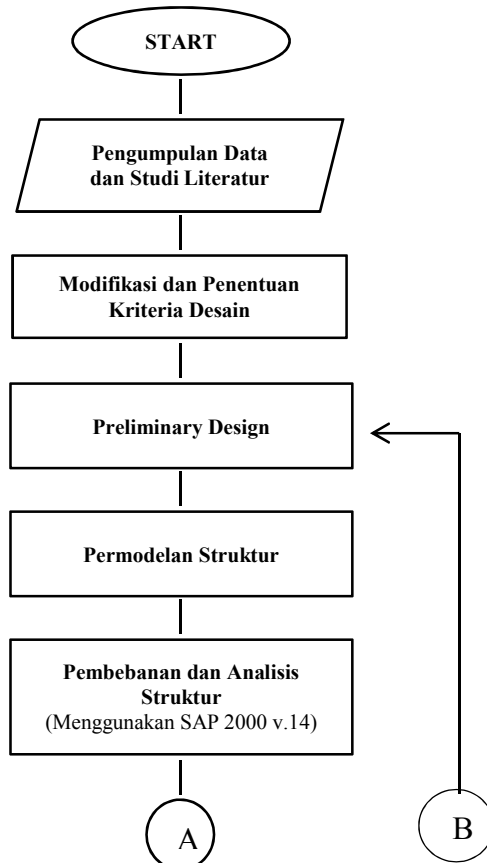 START
Pengumpulan Data
dan Studi Literatur
Modifikasi dan Penentuan
Kriteria Desain
Preliminary Design
Permodelan Struktur
Pembebanan dan Analisis
Struktur
(Menggunakan SAP 2000 v.14)
A
B